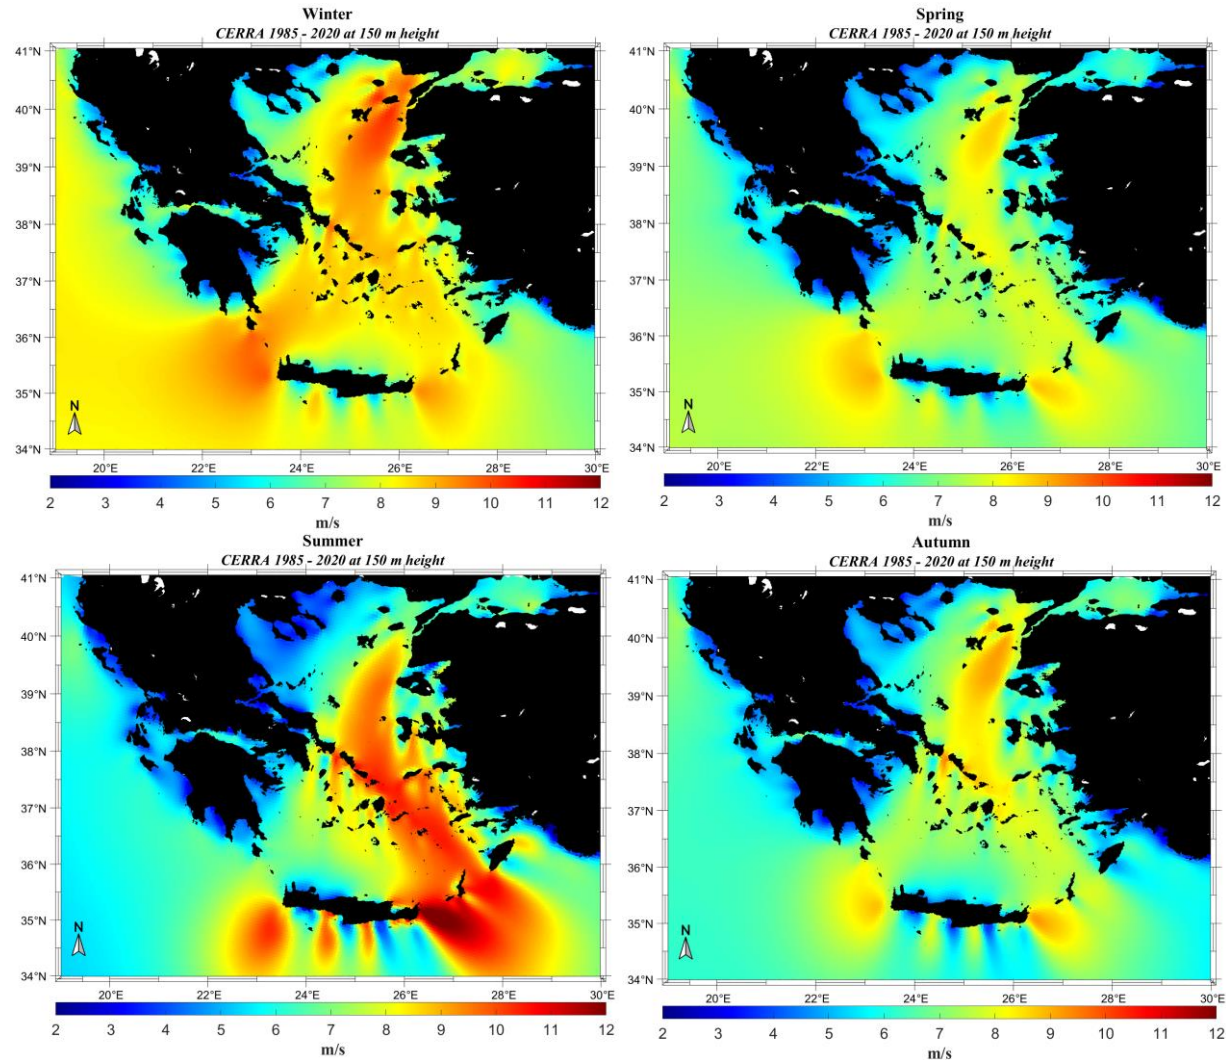 Winter
CERRA 1985 - 2020 at 150 m height
41°N
40°N
39°N
38°N
37°N
36°N
35°N
34°N
N
20°E 22°E 24°E 26°E 28°E 30°E
2 3 4 5 6 7 8 9 10 11 12
m/s
Spring
CERRA 1985 - 2020 at 150 m height
41°N
40°N
39°N
38°N
37°N
36°N
35°N
34°N
N
20°E 22°E 24°E 26°E 28°E 30°E
2 3 4 5 6 7 8 9 10 11 12
m/s
Summer
CERRA 1985 - 2020 at 150 m height
41°N
40°N
39°N
38°N
37°N
36°N
35°N
34°N
N
20°E 22°E 24°E 26°E 28°E 30°E
2 3 4 5 6 7 8 9 10 11 12
m/s
Autumn
CERRA 1985 - 2020 at 150 m height
41°N
40°N
39°N
38°N
37°N
36°N
35°N
34°N
N
20°E 22°E 24°E 26°E 28°E 30°E
2 3 4 5 6 7 8 9 10 11 12
m/s